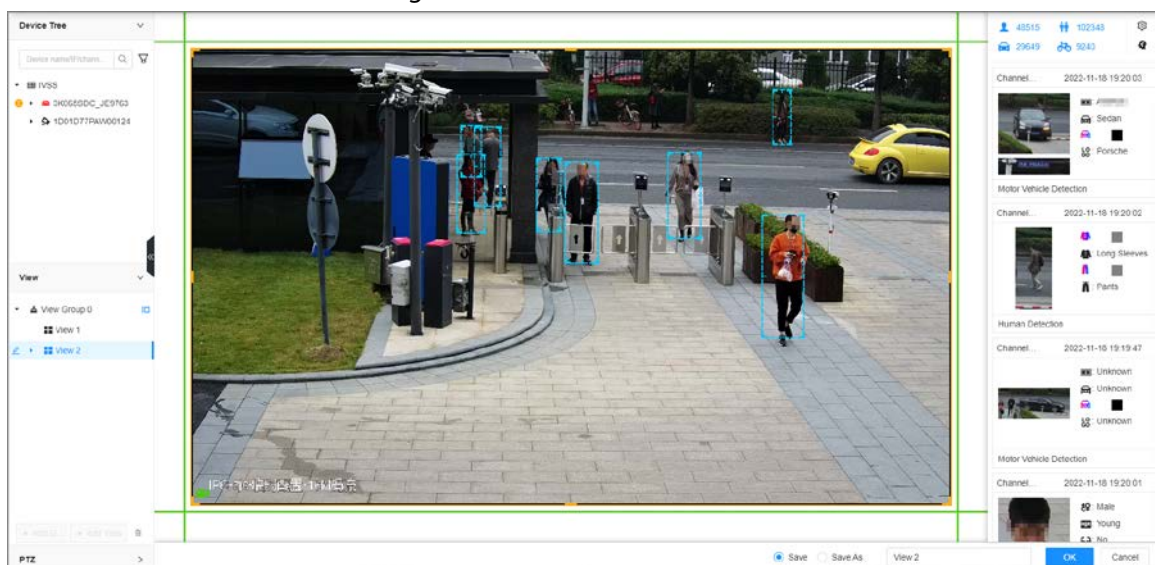 Device Tree
IVSS
1D01D77PAW00124
View
View Group 0
View 1
View 2
PTZ
48515
102348
29649
9240
Channel... 2022-11-18 19:20:03
Sedan
Porsche
Motor Vehicle Detection
Channel... 2022-11-18 19:20:02
Long Sleeves
Pants
Human Detection
Channel... 2022-11-18 19:19:47
Unknown
Unknown
Unknown
Motor Vehicle Detection
Channel... 2022-11-18 19:20:01
Male
Young
No
Save
Save As
View 2
OK
Cancel